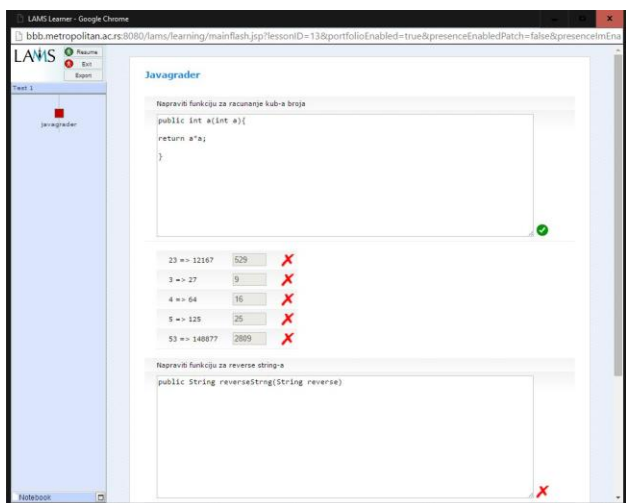 LAMS Learner - Google Chrome
bbb.metropolitan.ac.rs:8080/lams/learning/mainflash.jsp?lessonID=13&portfolioEnabled=true&presenceEnabledPatch=false&presenceImEna
LAMS
Resume
Exit
Export
Test 1
javagrader
Javagrader
Napraviti funkciju za racunanje kub-a broja
public int a(int a){
return a*a;
}
23 => 12167 529
3 => 27 9
4 => 64 16
5 => 125 25
53 => 148877 2809
Napraviti funkciju za reverse string-a
public String reverseStrng(String reverse)
Notebook